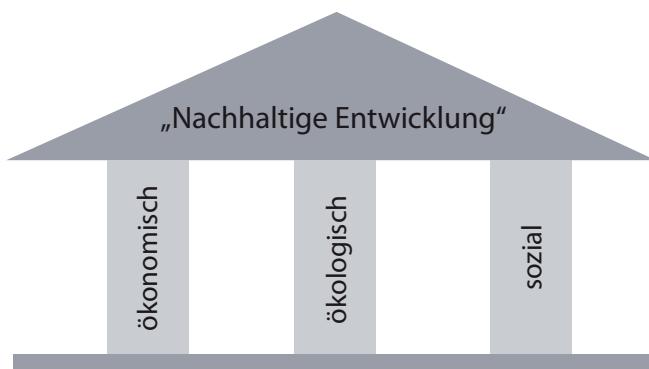 „Nachhaltige Entwicklung“
ökonomisch
ökologisch
sozial